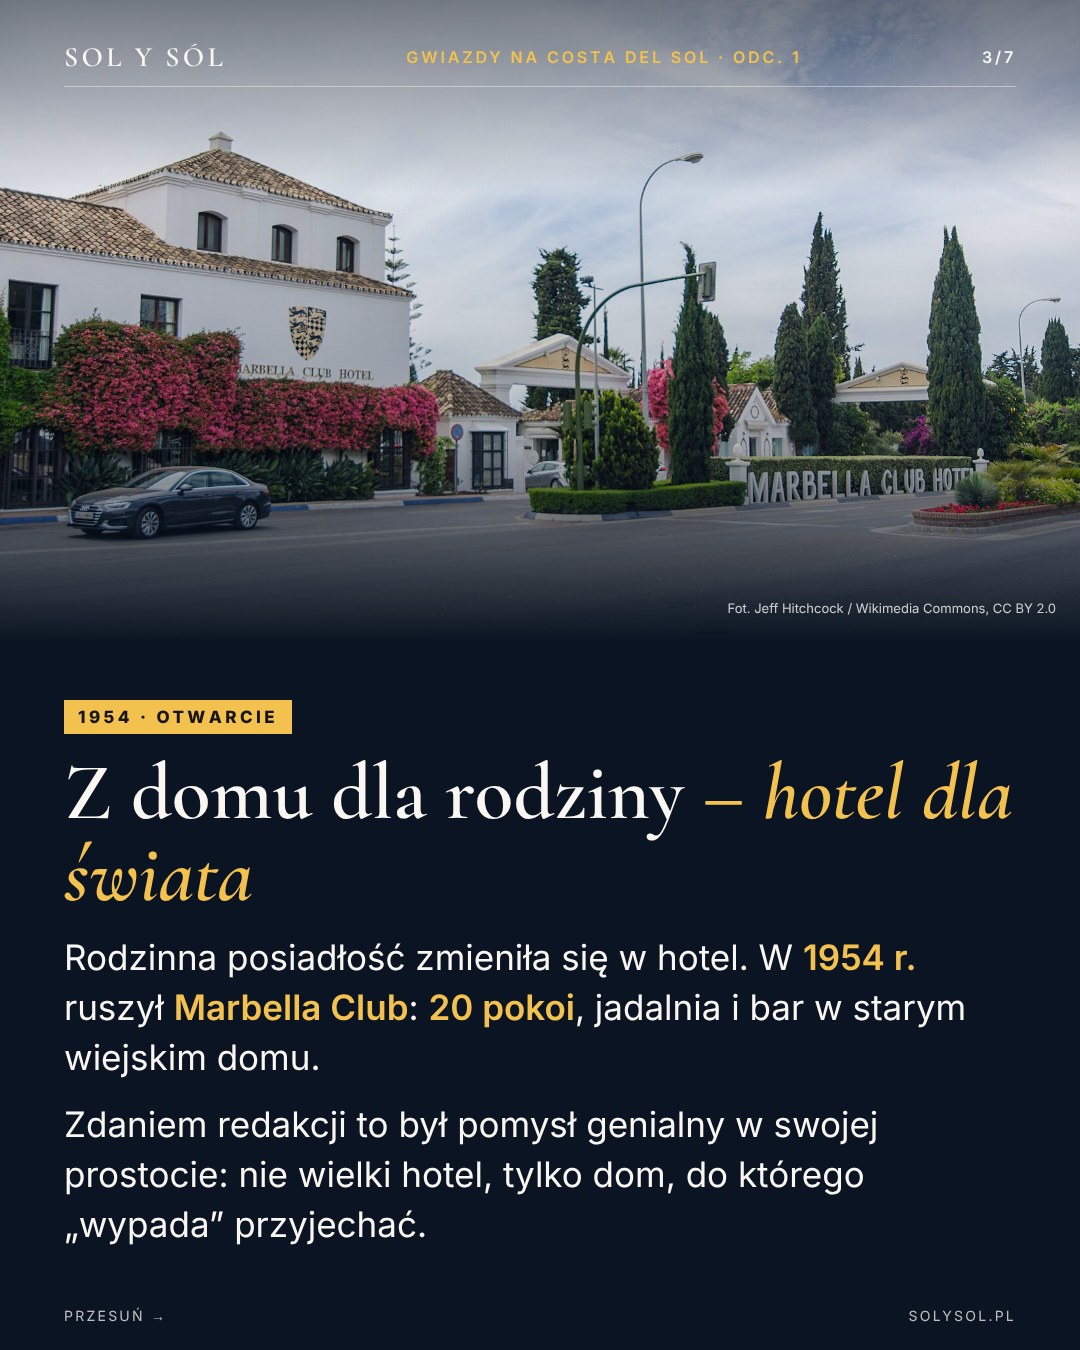 SOL Y SÓL
GWIAZDY NA COSTA DEL SOL · ODC. 1
3/7
MARBELLA CLUB HOTEL
MARBELLA CLUB HOTEL
Fot. Jeff Hitchcock / Wikimedia Commons, CC BY 2.0
1954 · OTWARCIE
Z domu dla rodziny – hotel dla
świata
Rodzinna posiadłość zmieniła się w hotel. W 1954 r.
ruszył Marbella Club: 20 pokoi, jadalnia i bar w starym
wiejskim domu.
Zdaniem redakcji to był pomysł genialny w swojej
prostocie: nie wielki hotel, tylko dom, do którego
„wypada” przyjechać.
PRZESUŃ →
SOLYSOL.PL